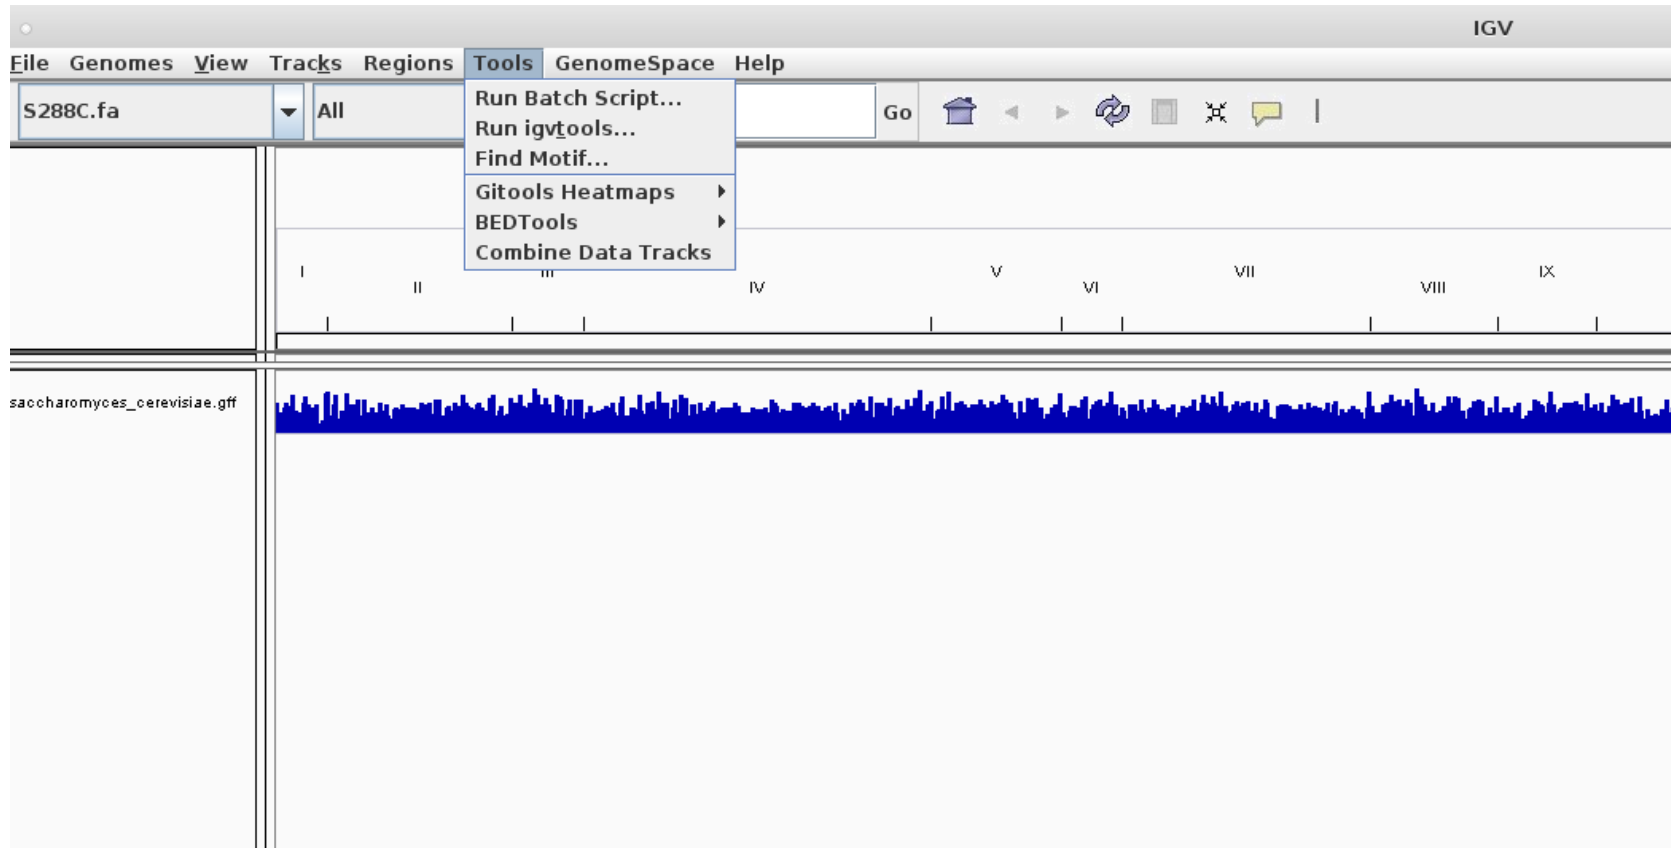 IGV
File Genomes View Tracks Regions Tools GenomeSpace Help
S288C.fa All Go
Run Batch Script...
Run igvtools...
Find Motif...
Gitools Heatmaps
BEDTools
Combine Data Tracks
I III V VII IX
II IV VI VIII
saccharomyces_cerevisiae.gff